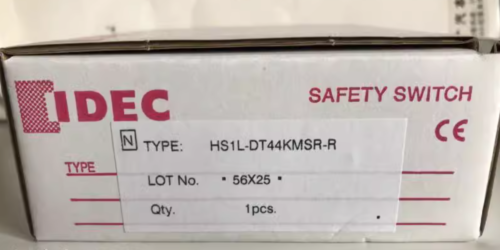 IDEC
SAFETY SWITCH
CE
N TYPE: HS1L-DT44KMSR-R
TYPE
LOT No. • 56X25 •
Qty. 1pcs.